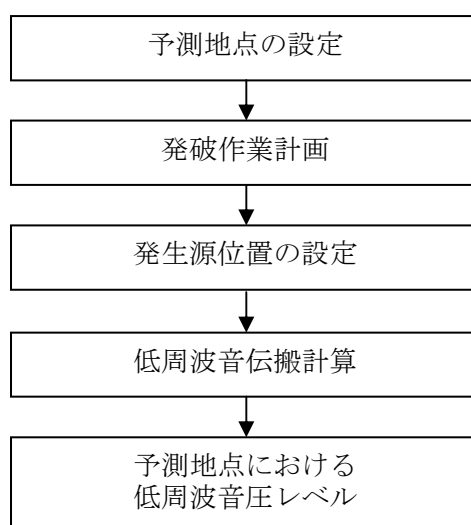 予測地点の設定
発破作業計画
発生源位置の設定
低周波音伝搬計算
予測地点における
低周波音圧レベル